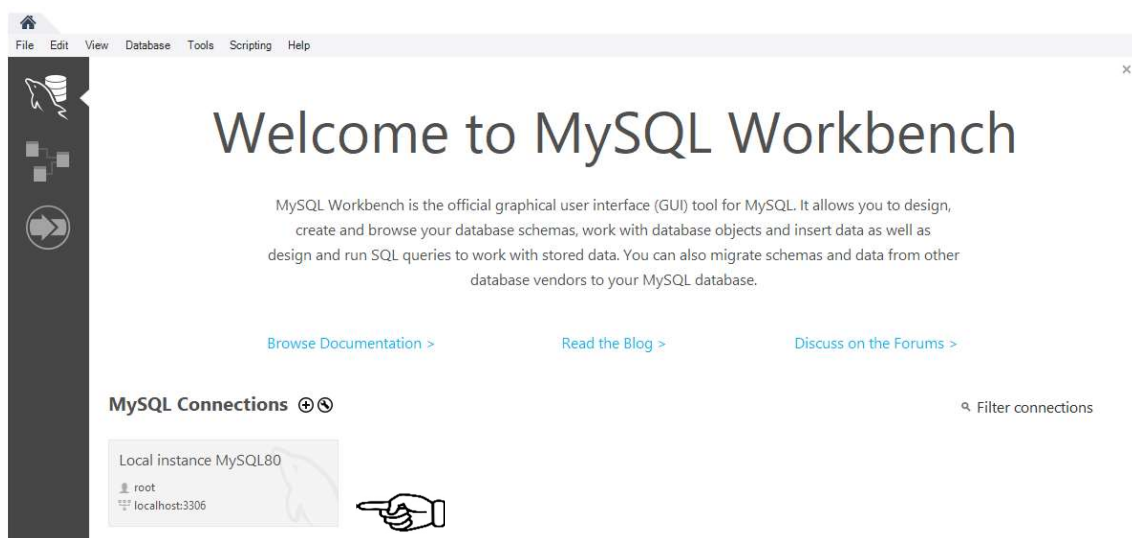 File Edit View Database Tools Scripting Help
Welcome to MySQL Workbench
MySQL Workbench is the official graphical user interface (GUI) tool for MySQL. It allows you to design,
create and browse your database schemas, work with database objects and insert data as well as
design and run SQL queries to work with stored data. You can also migrate schemas and data from other
database vendors to your MySQL database.
Browse Documentation > Read the Blog > Discuss on the Forums >
MySQL Connections Filter connections
Local instance MySQL80
root
localhost:3306